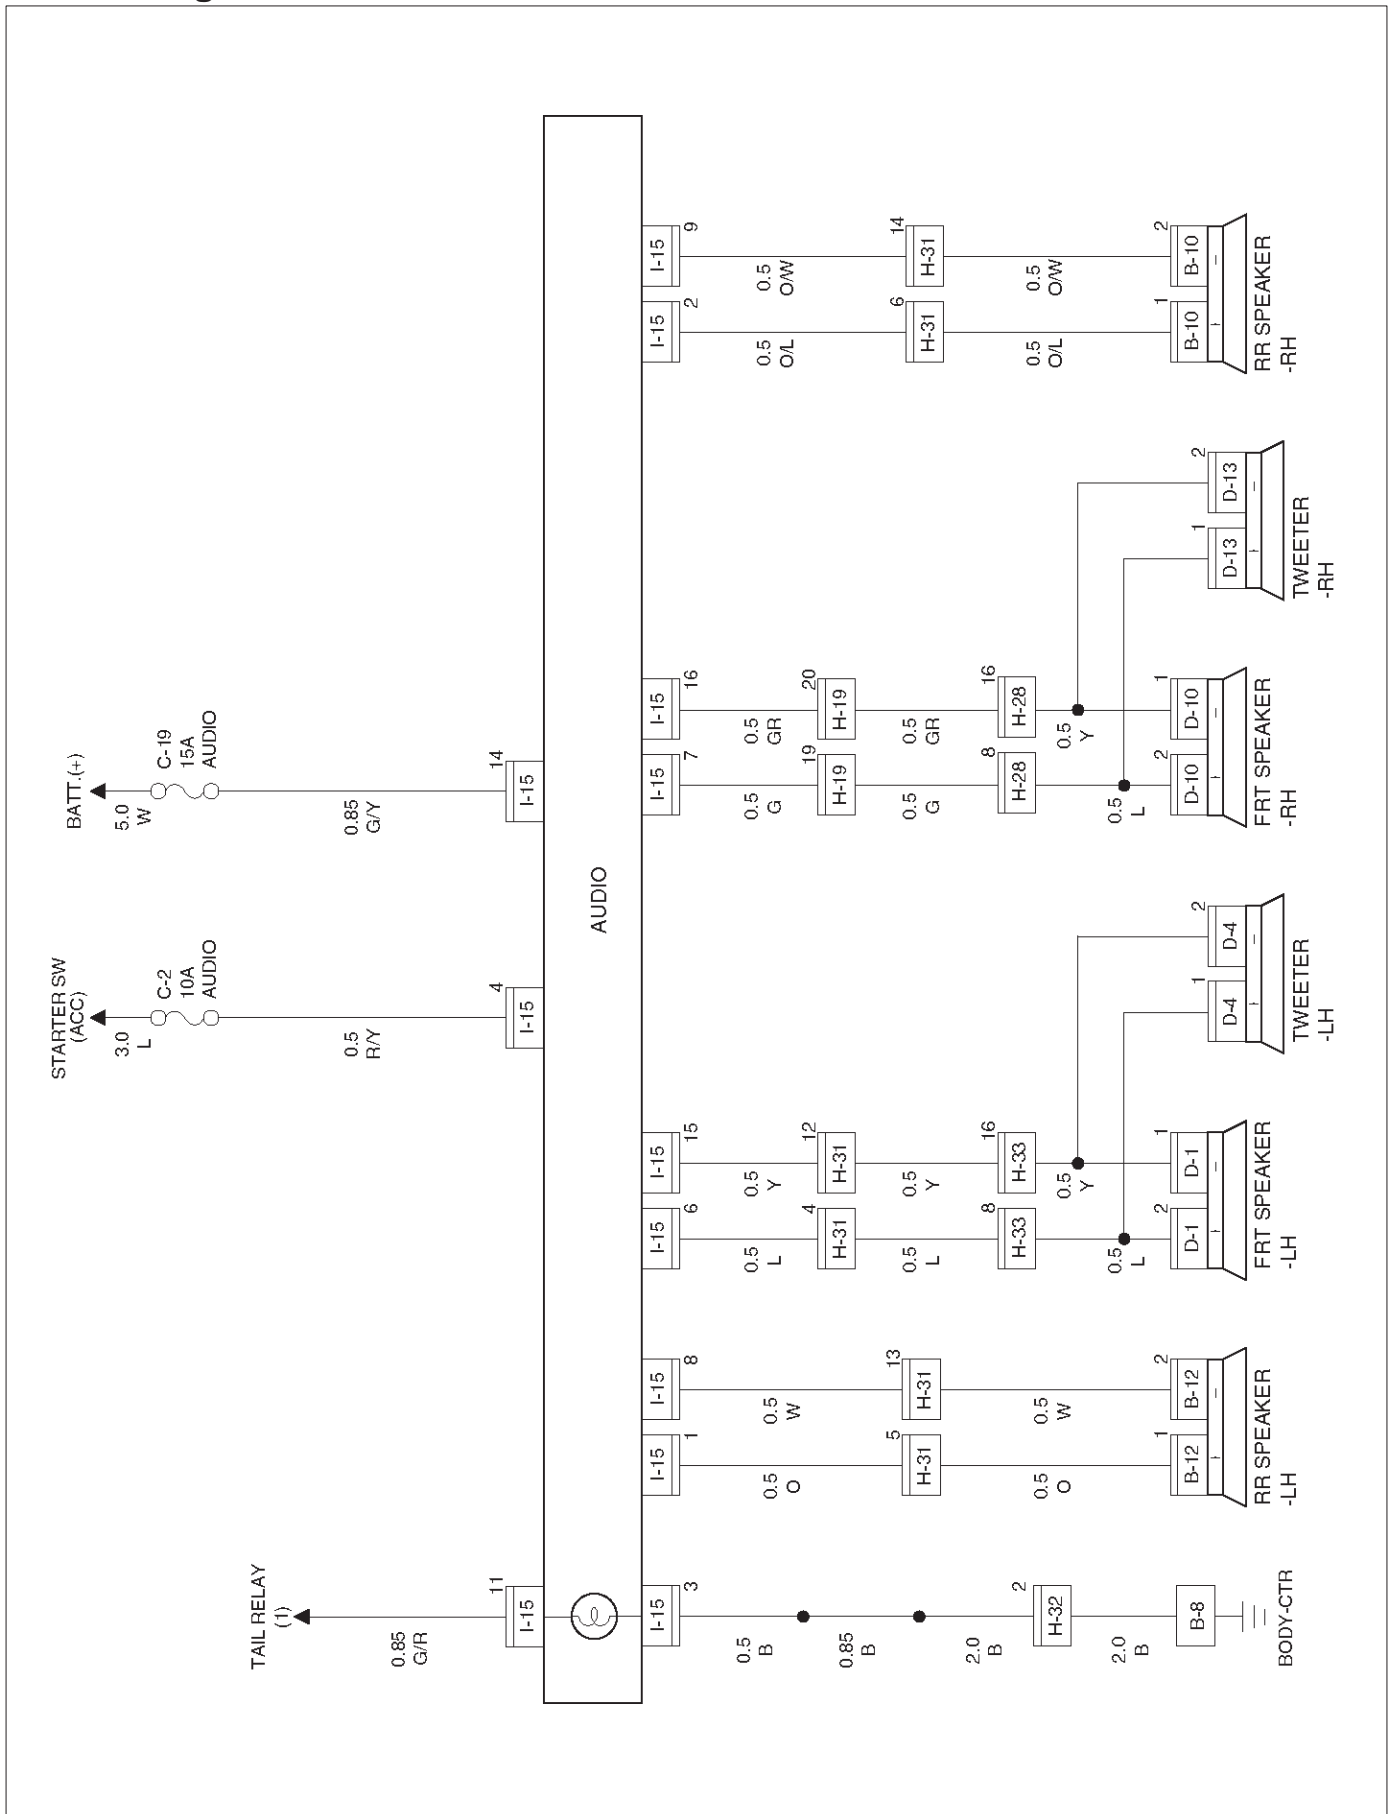 TAIL RELAY
(1)
0.85
G/R
11
I-15
STARTER SW
(ACC)
3.0
L
C-2
10A
AUDIO
0.5
R/Y
4
I-15
BATT.(+)
5.0
W
C-19
15A
AUDIO
0.85
G/Y
14
I-15
AUDIO
I-15
3
0.5
B
0.85
B
2.0
B
2
H-32
2.0
B
B-8
BODY-CTR
I-15
1
0.5
O
5
H-31
0.5
O
1
B-12
I-15
8
0.5
W
13
H-31
0.5
W
2
B-12
RR SPEAKER
-LH
I-15
6
0.5
L
4
H-31
0.5
L
8
H-33
0.5
L
2
D-1
I-15
15
0.5
Y
12
H-31
0.5
Y
16
H-33
0.5
Y
1
D-1
FRT SPEAKER
-LH
1
D-4
2
D-4
TWEETER
-LH
I-15
7
0.5
G
19
H-19
0.5
G
8
H-28
0.5
L
2
D-10
I-15
16
0.5
GR
20
H-19
0.5
GR
16
H-28
0.5
Y
1
D-10
FRT SPEAKER
-RH
1
D-13
2
D-13
TWEETER
-RH
I-15
2
0.5
O/L
6
H-31
0.5
O/L
1
B-10
I-15
9
0.5
O/W
14
H-31
0.5
O/W
2
B-10
RR SPEAKER
-RH